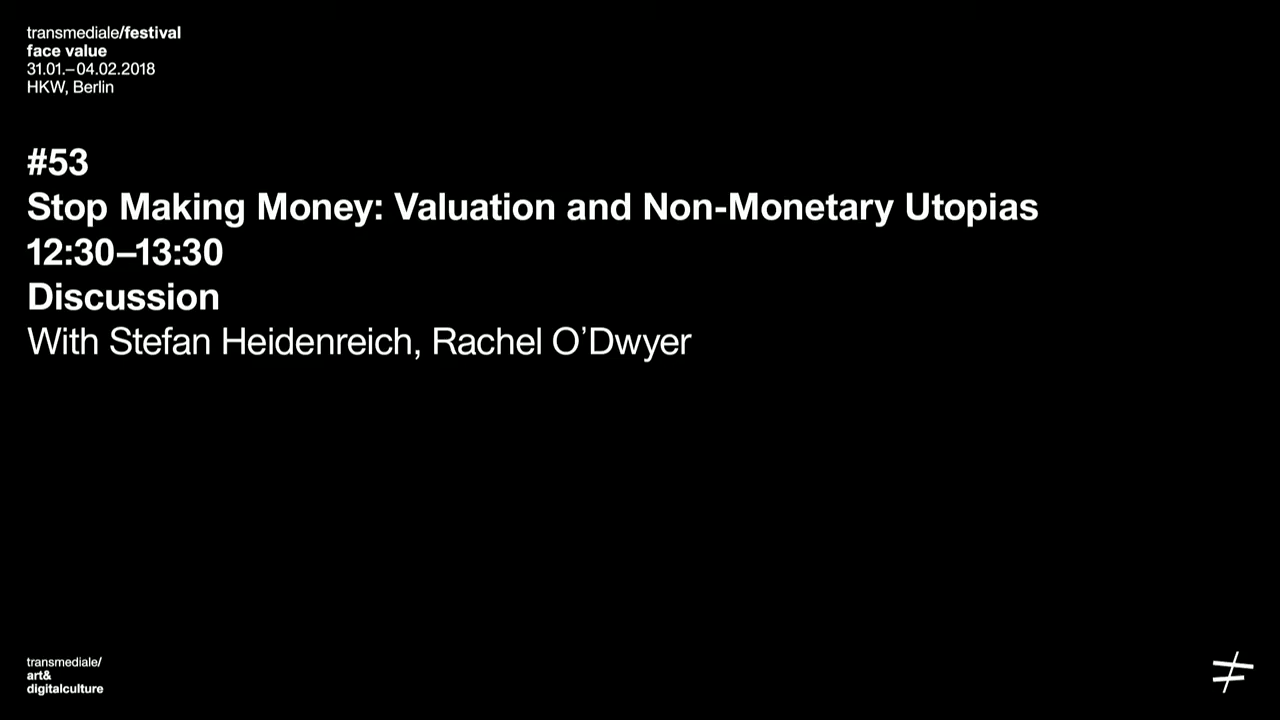 transmediale/festival
face value
31.01.–04.02.2018
HKW, Berlin
#53
Stop Making Money: Valuation and Non-Monetary Utopias
12:30–13:30
Discussion
With Stefan Heidenreich, Rachel O’Dwyer
transmediale/
art&
digitalculture